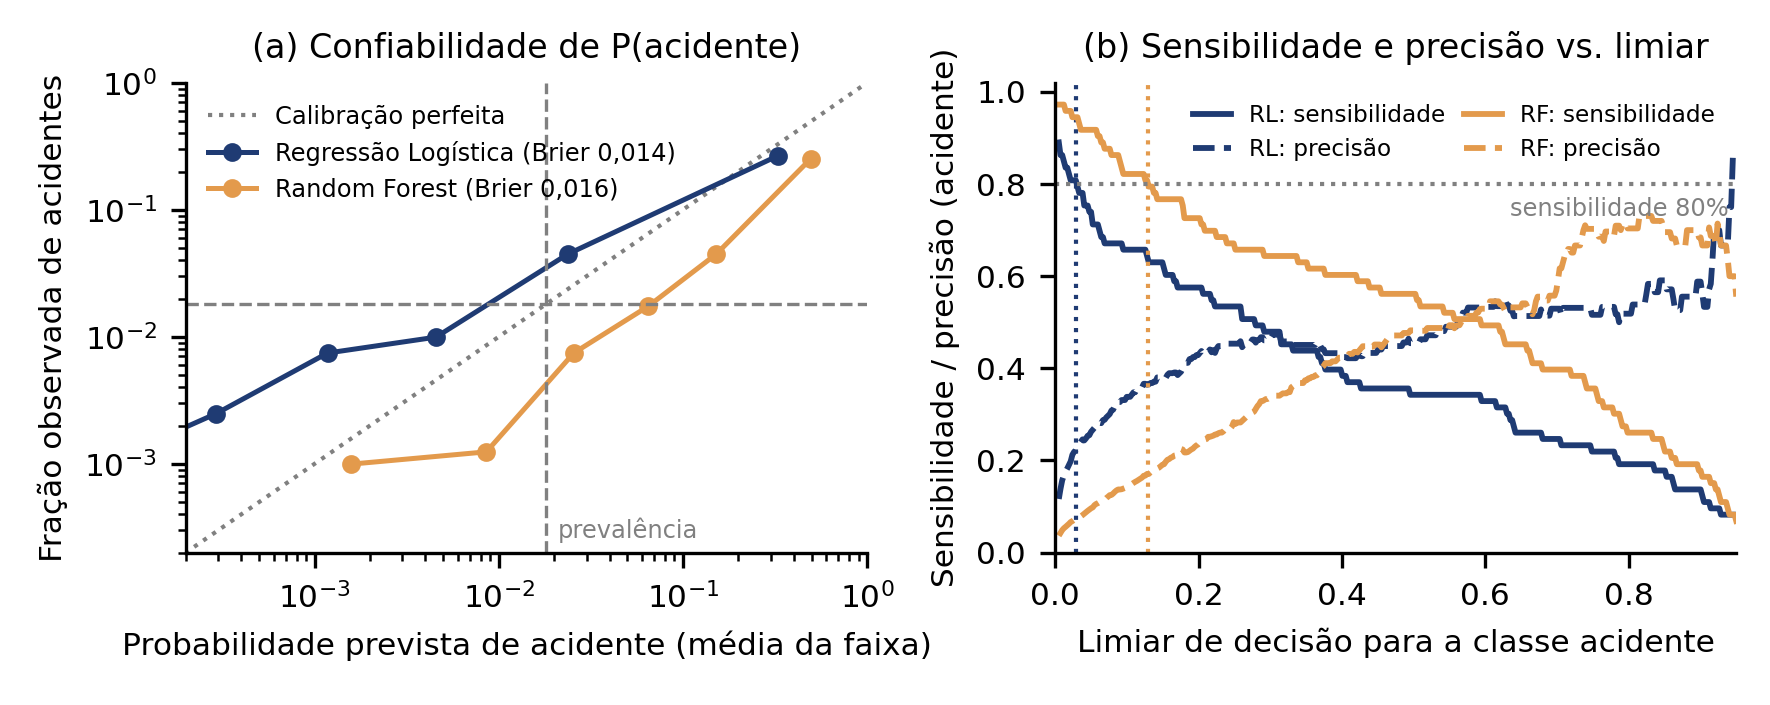 (a) Confiabilidade de P(acidente)
Fração observada de acidentes
10⁰
10⁻¹
10⁻²
10⁻³
Calibração perfeita
Regressão Logística (Brier 0,014)
Random Forest (Brier 0,016)
prevalência
10⁻³ 10⁻² 10⁻¹ 10⁰
Probabilidade prevista de acidente (média da faixa)
(b) Sensibilidade e precisão vs. limiar
Sensibilidade / precisão (acidente)
1.0
0.8
0.6
0.4
0.2
0.0
RL: sensibilidade RF: sensibilidade
RL: precisão RF: precisão
sensibilidade 80%
0.0 0.2 0.4 0.6 0.8
Limiar de decisão para a classe acidente